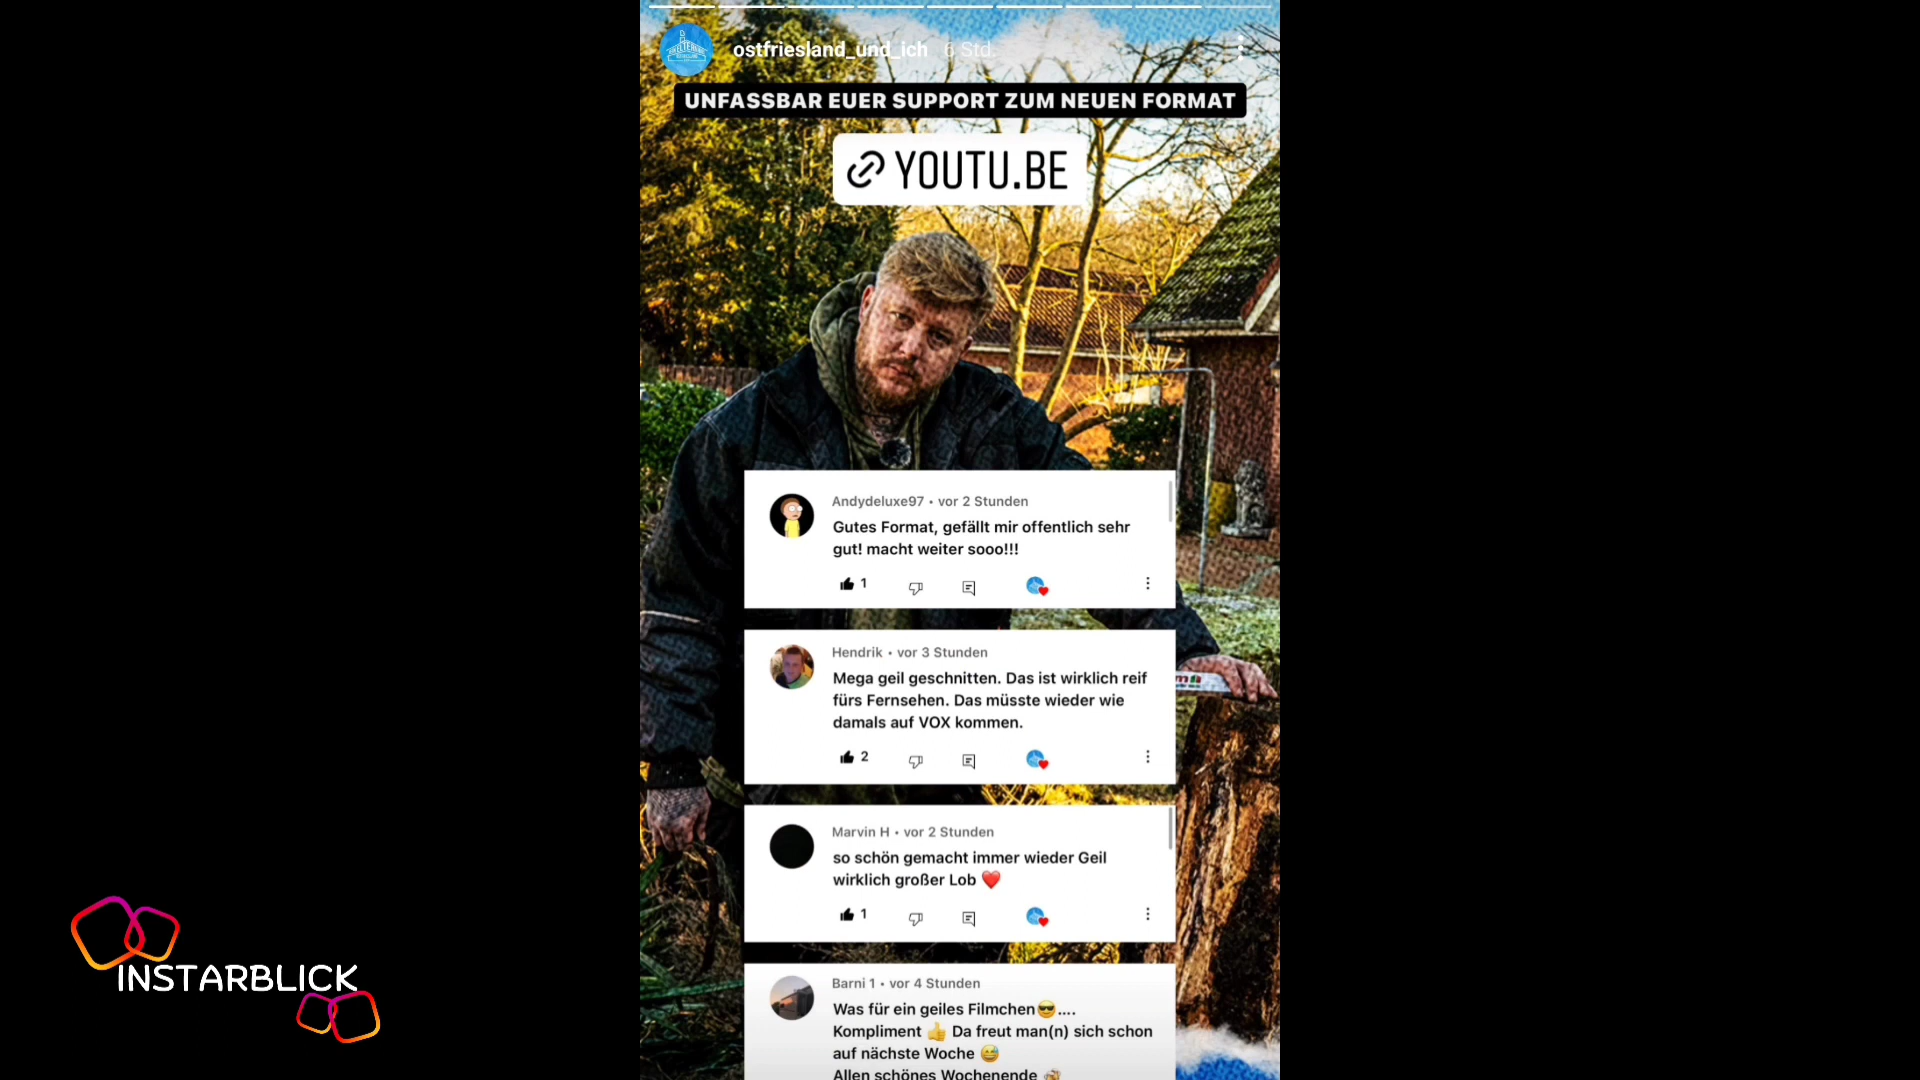 ostfriesland_und_ich 6 Std.
UNFASSBAR EUER SUPPORT ZUM NEUEN FORMAT
YOUTU.BE
Andydeluxe97 • vor 2 Stunden
Gutes Format, gefällt mir offentlich sehr
gut! macht weiter sooo!!!
1
Hendrik • vor 3 Stunden
Mega geil geschnitten. Das ist wirklich reif
fürs Fernsehen. Das müsste wieder wie
damals auf VOX kommen.
2
Marvin H • vor 2 Stunden
so schön gemacht immer wieder Geil
wirklich großer Lob ❤️
1
Barni 1 • vor 4 Stunden
Was für ein geiles Filmchen😎....
Kompliment 👍 Da freut man(n) sich schon
auf nächste Woche 😅
Allen schönes Wochenende 🍻
INSTARBLICK